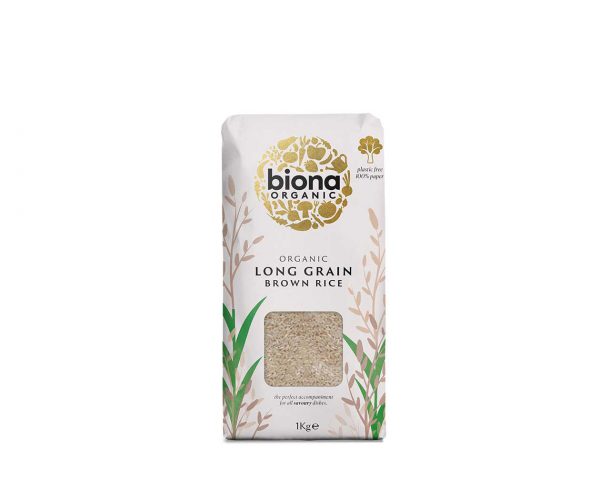 biona
ORGANIC
plastic free
100% paper
ORGANIC
LONG GRAIN
BROWN RICE
the perfect accompaniment
for all savoury dishes.
1Kg℮